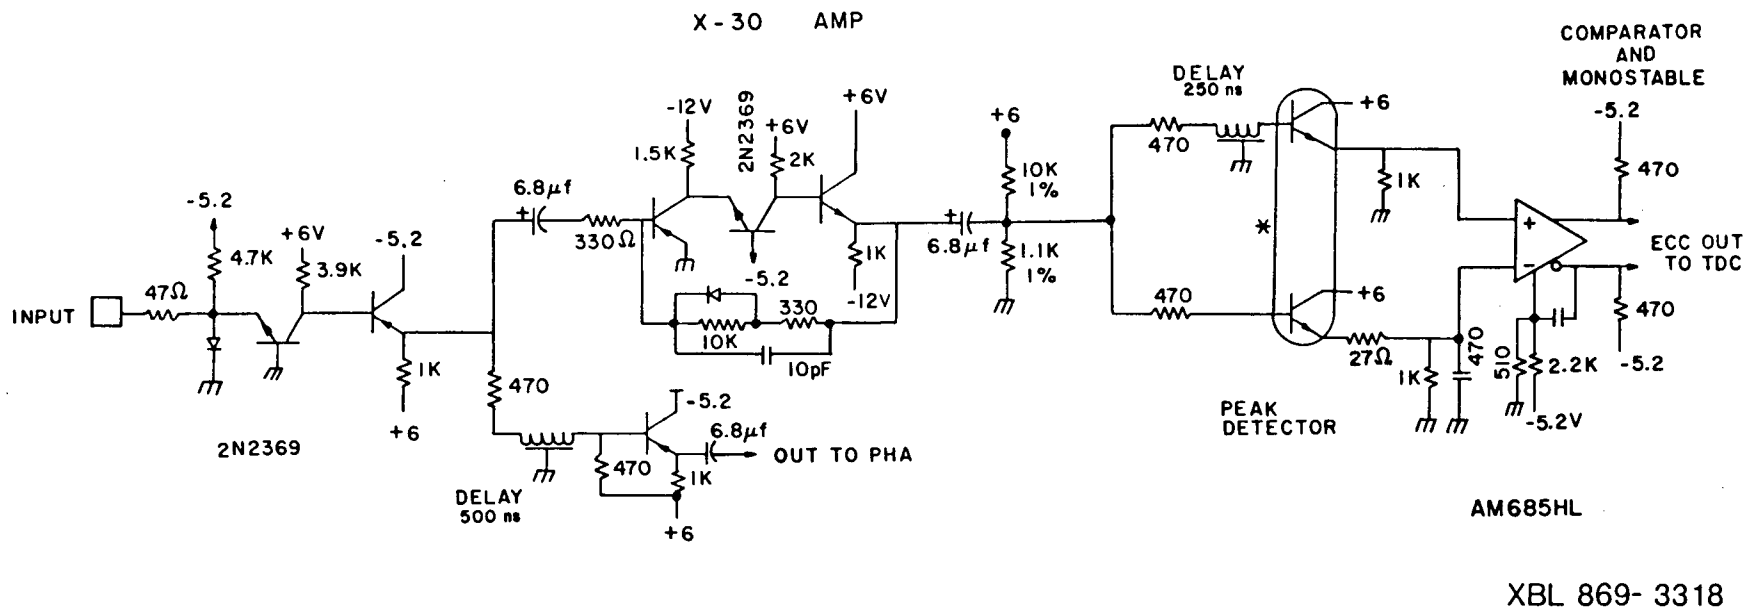 X-30 AMP
COMPARATOR
AND
MONOSTABLE
DELAY
250 ns
-5.2
+6V
-12V
2N2369
+6V
+6
+6
470
1.5K
2K
470
10K
1%
6.8µf
+
1K
-5.2
+6V
-5.2
330Ω
1K
+
6.8µf
1.1K
1%
*
+
-
ECC OUT
TO TDC
4.7K
3.9K
-5.2
-12V
47Ω
330
470
+6
INPUT
10K
10pF
27Ω
470
470
1K
470
1K
510
2.2K
-5.2
-5.2
6.8µf
PEAK
DETECTOR
-5.2V
+6
2N2369
OUT TO PHA
470
1K
DELAY
500 ns
+6
AM685HL
XBL 869-3318